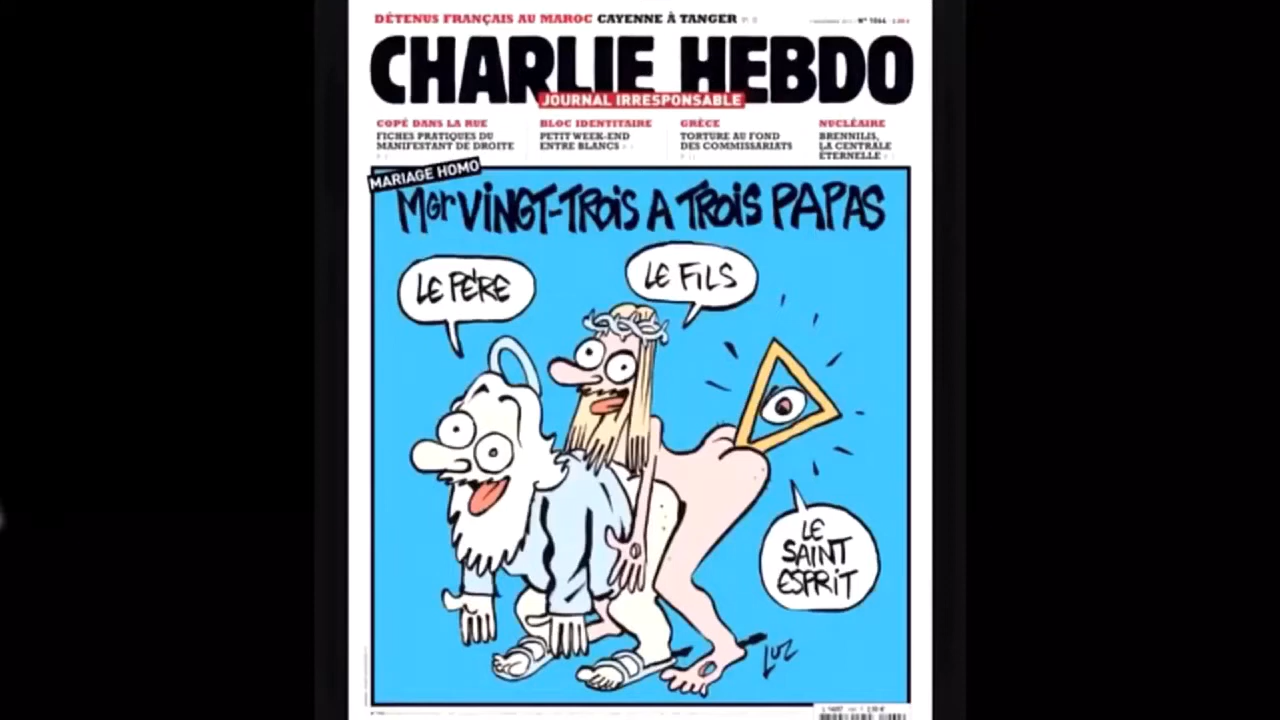 DÉTENUS FRANÇAIS AU MAROC CAYENNE À TANGER
N° 1064
CHARLIE HEBDO
JOURNAL IRRESPONSABLE
COPÉ DANS LA RUE
FICHES PRATIQUES DU
MANIFESTANT DE DROITE
BLOC IDENTITAIRE
PETIT WEEK-END
ENTRE BLANCS
GRÈCE
TORTURE AU FOND
DES COMMISSARIATS
NUCLÉAIRE
BRENNILIS,
LA CENTRALE
ÉTERNELLE
MARIAGE HOMO
Mgr VINGT-TROIS A TROIS PAPAS
LE PÈRE
LE FILS
LE
SAINT
ESPRIT
LUZ